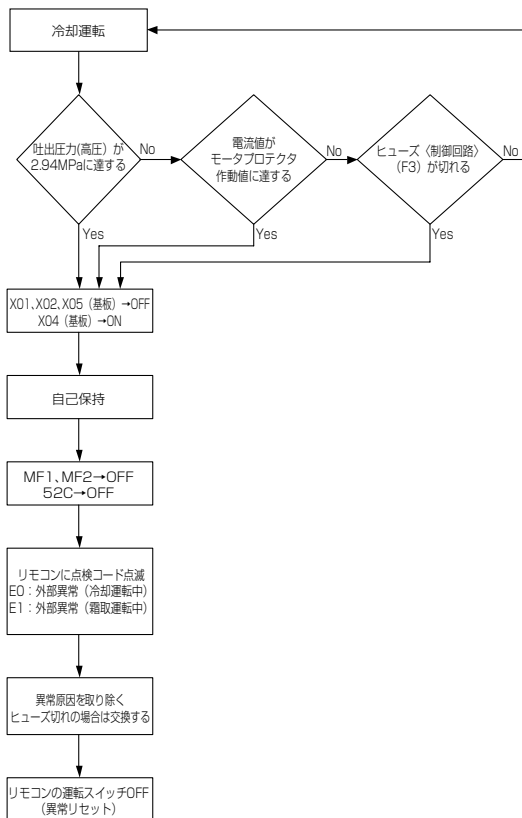 冷却運転
吐出圧力(高圧）が
2.94MPaに達する
No
電流値が
モータプロテクタ
作動値に達する
No
ヒューズ〈制御回路〉
（F3）が切れる
No
Yes
Yes
Yes
X01、X02、X05（基板）→OFF
X04（基板）→ON
自己保持
MF1、MF2→OFF
52C→OFF
リモコンに点検コード点滅
E0：外部異常（冷却運転中）
E1：外部異常（霜取運転中）
異常原因を取り除く
ヒューズ切れの場合は交換する
リモコンの運転スイッチOFF
（異常リセット）